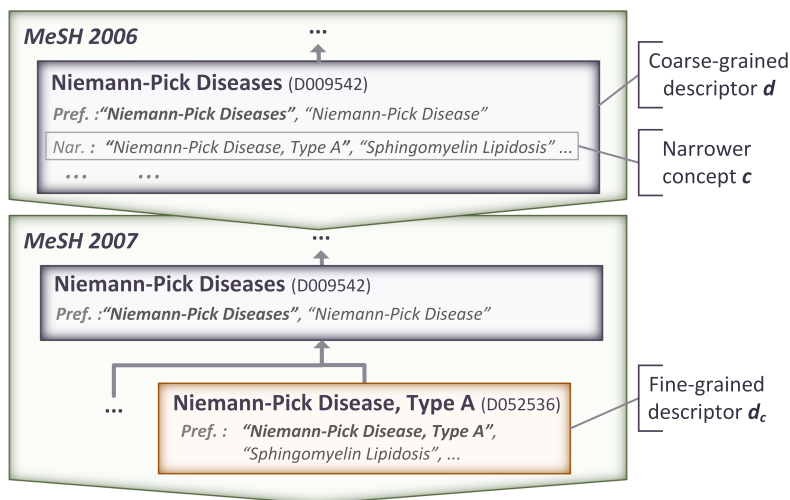 MeSH 2006
...
Niemann-Pick Diseases (D009542)
Pref. :“Niemann-Pick Diseases”, “Niemann-Pick Disease”
Nar. : “Niemann-Pick Disease, Type A”, “Sphingomyelin Lipidosis” ...
... ...
Coarse-grained
descriptor d
Narrower
concept c
MeSH 2007
...
Niemann-Pick Diseases (D009542)
Pref. :“Niemann-Pick Diseases”, “Niemann-Pick Disease”
...
Niemann-Pick Disease, Type A (D052536)
Pref. : “Niemann-Pick Disease, Type A”,
“Sphingomyelin Lipidosis”, ...
Fine-grained
descriptor dc